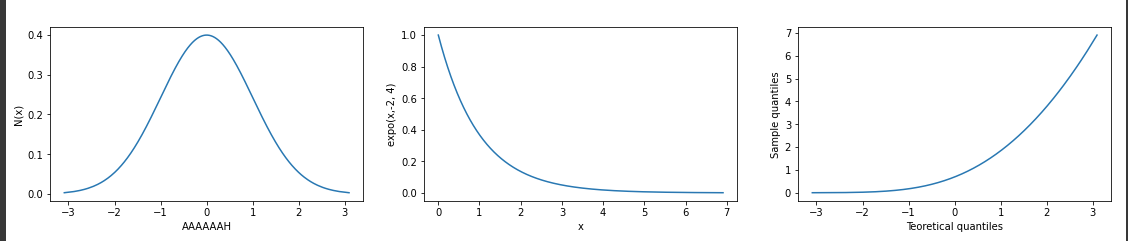 0.4
0.3
0.2
0.1
0.0
N(x)
−3 −2 −1 0 1 2 3
AAAAAAH
1.0
0.8
0.6
0.4
0.2
0.0
expo(x,-2, 4)
0 1 2 3 4 5 6 7
x
7
6
5
4
3
2
1
0
Sample quantiles
−3 −2 −1 0 1 2 3
Teoretical quantiles